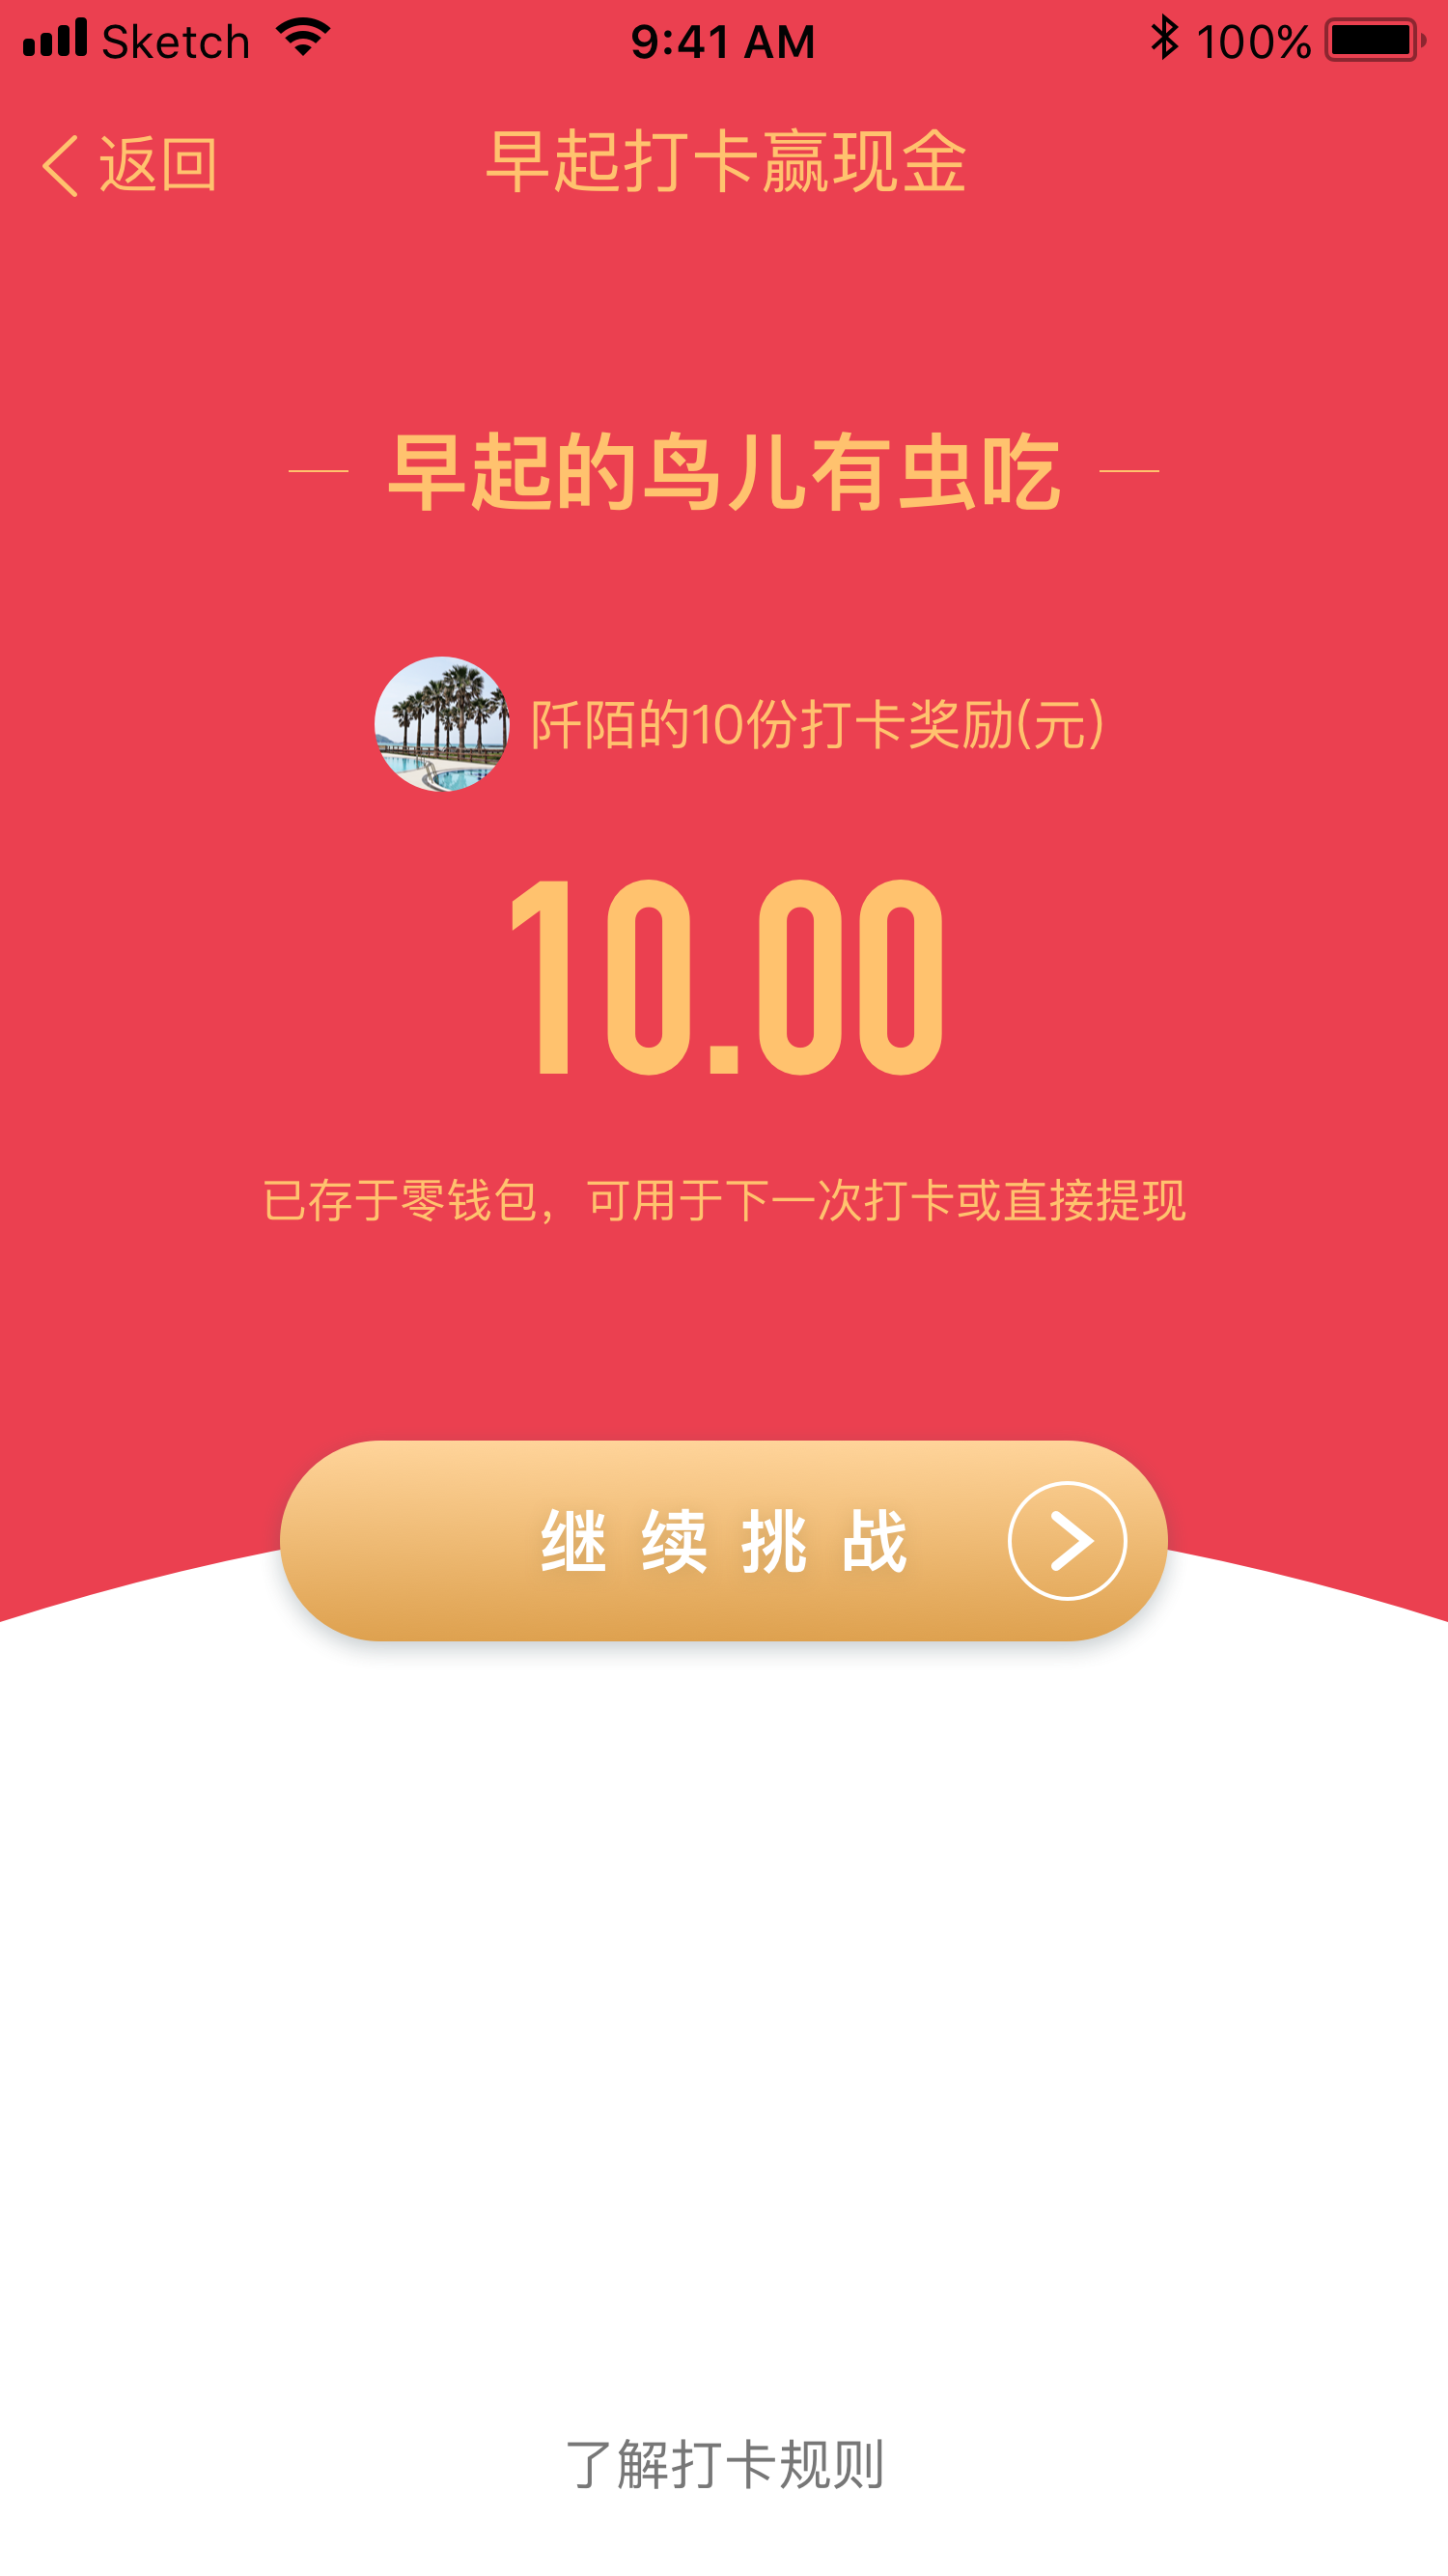 Sketch 9:41 AM 100%
返回 早起打卡赢现金
早起的鸟儿有虫吃
阡陌的10份打卡奖励(元)
10.00
已存于零钱包，可用于下一次打卡或直接提现
继续挑战
了解打卡规则